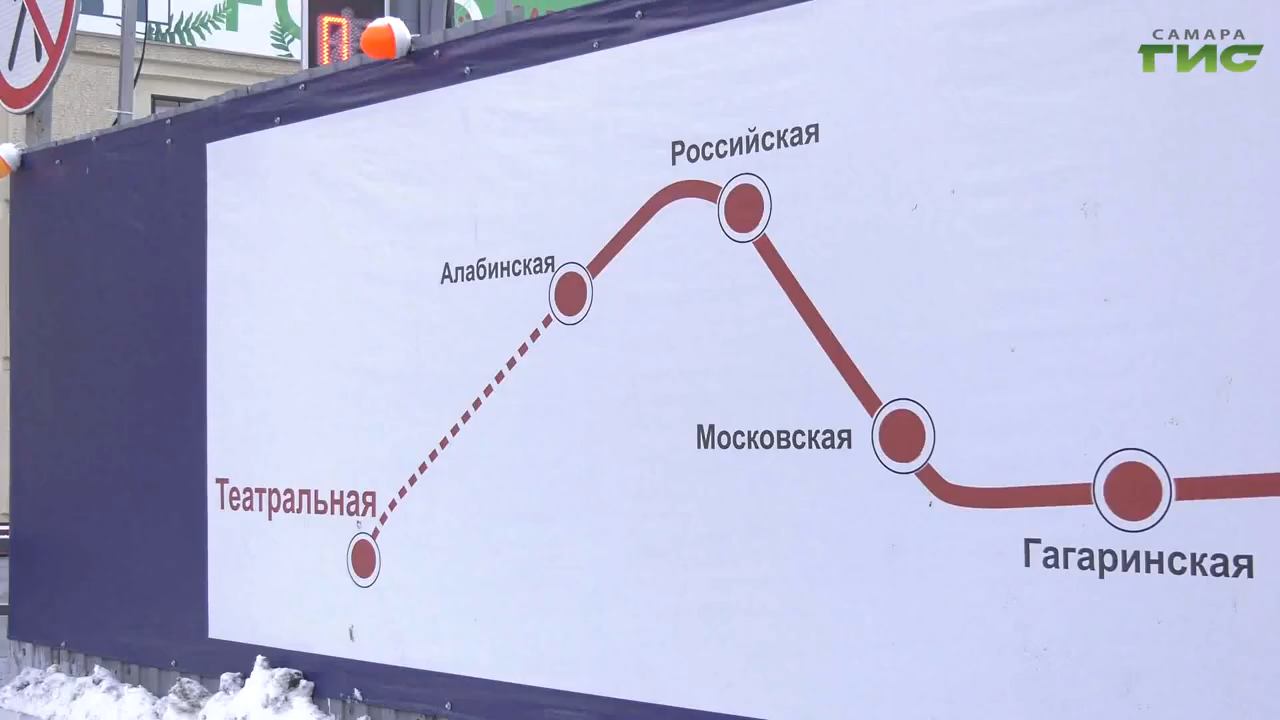 САМАРА
ГИС
Российская
Алабинская
Московская
Театральная
Гагаринская